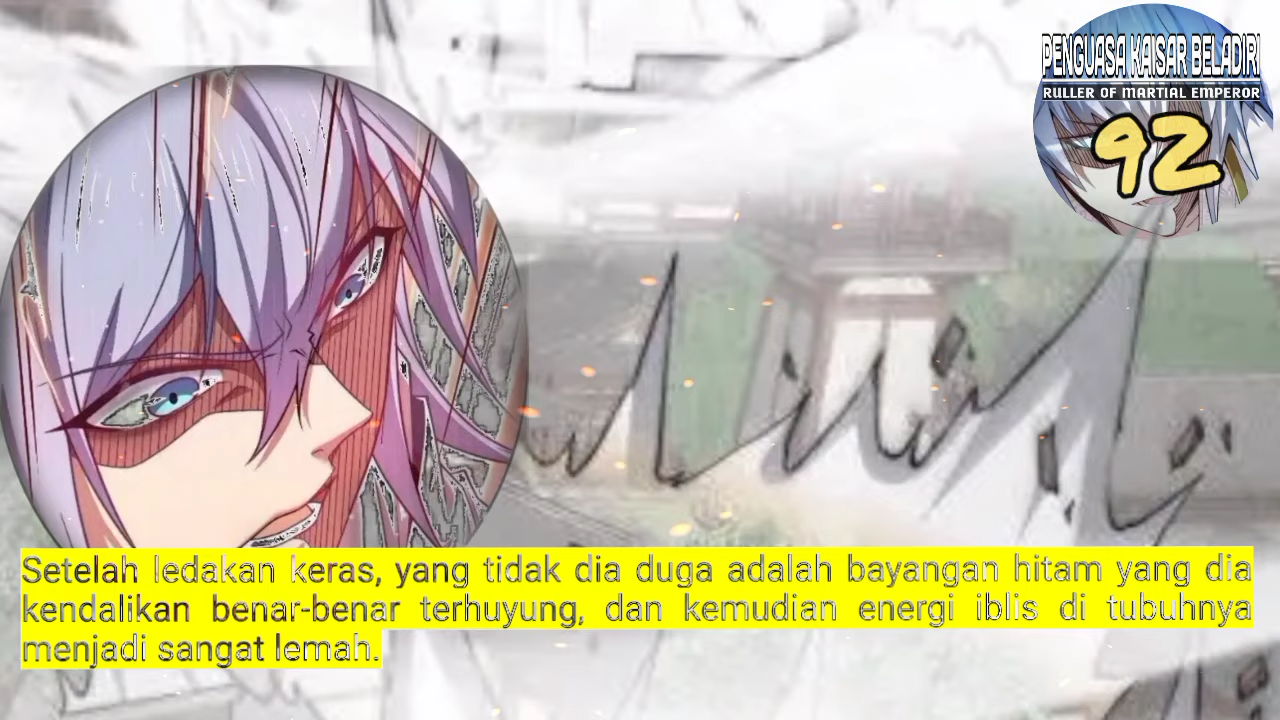 PENGUASA KAISAR BELADIRI
RULLER OF MARTIAL EMPEROR
92
Setelah ledakan keras, yang tidak dia duga adalah bayangan hitam yang dia
kendalikan benar-benar terhuyung, dan kemudian energi iblis di tubuhnya
menjadi sangat lemah.